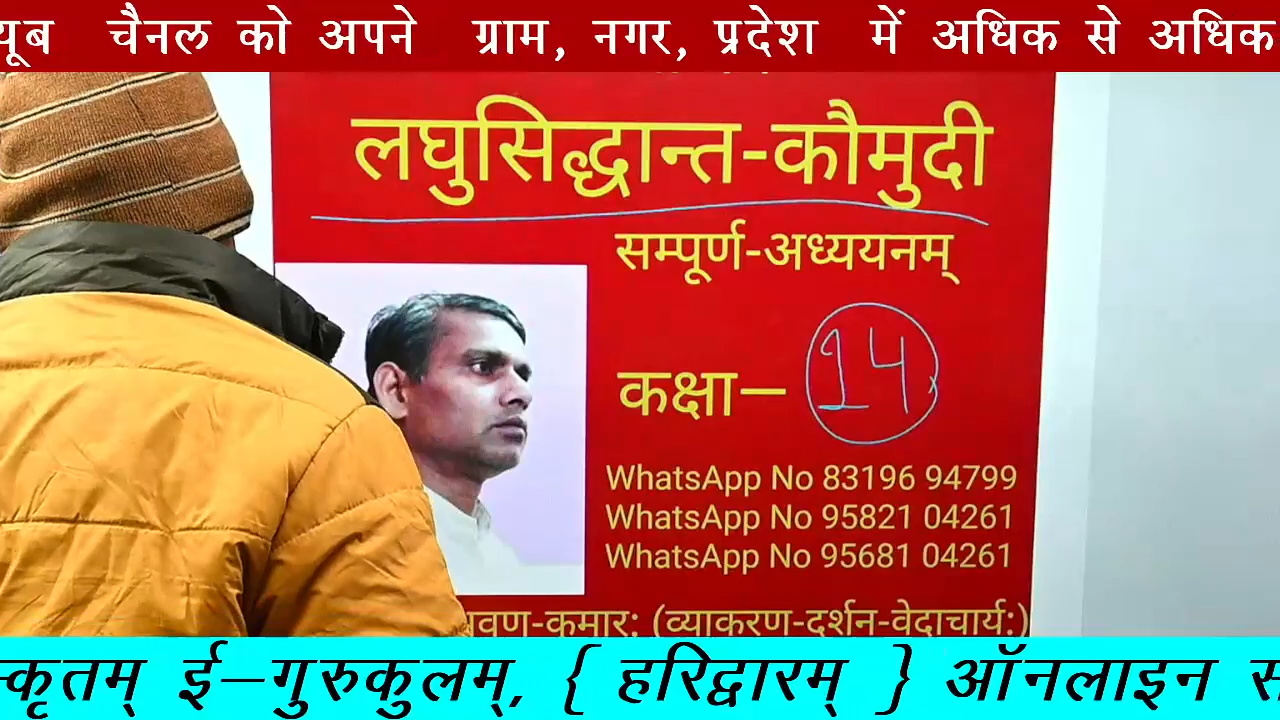 चैनल को अपने ग्राम, नगर, प्रदेश में अधिक से अधिक
लघुसिद्धान्त-कौमुदी
सम्पूर्ण-अध्ययनम्
कक्षा– 14
WhatsApp No 83196 94799
WhatsApp No 95821 04261
WhatsApp No 95681 04261
कुमार: (व्याकरण-दर्शन-वेदाचार्य:)
ई–गुरुकुलम्, { हरिद्वारम् } ऑनलाइन